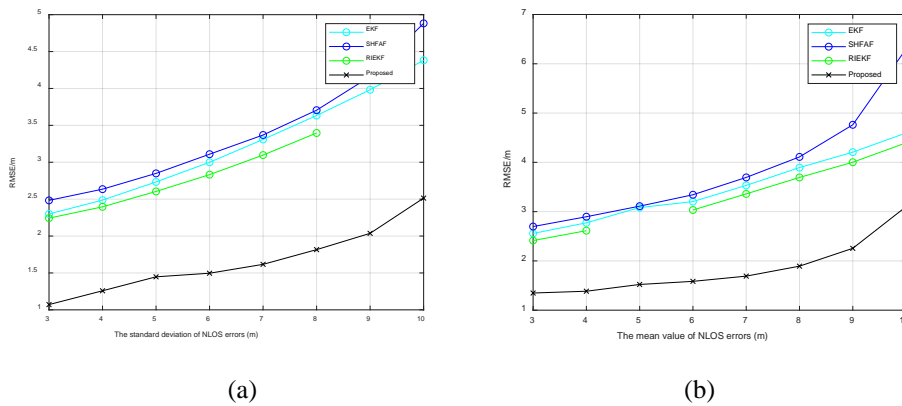 5
4.5
4
3.5
3
2.5
2
1.5
1
RMSE/m
3 4 5 6 7 8 9 10
The standard deviation of NLOS errors (m)
EKF
SHFAF
RIEKF
Proposed
(a)
7
6
5
4
3
2
1
RMSE/m
3 4 5 6 7 8 9
The mean value of NLOS errors (m)
EKF
SHFAF
RIEKF
Proposed
(b)